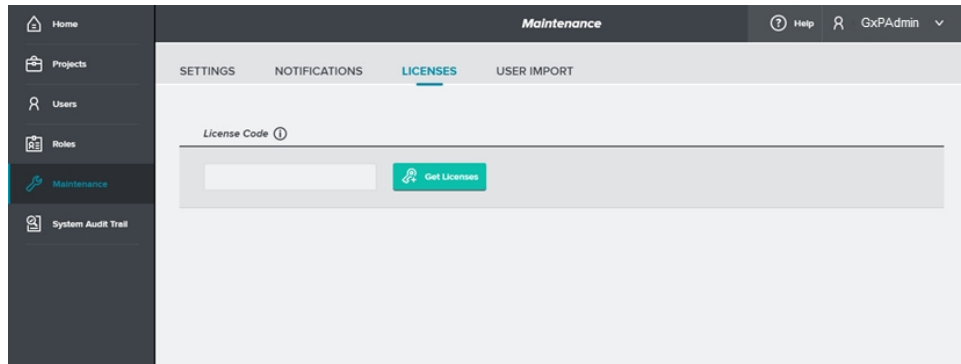 Home
Maintenance
Help
GxPAdmin
Projects
SETTINGS NOTIFICATIONS LICENSES USER IMPORT
Users
License Code
Roles
Get Licenses
Maintenance
System Audit Trail